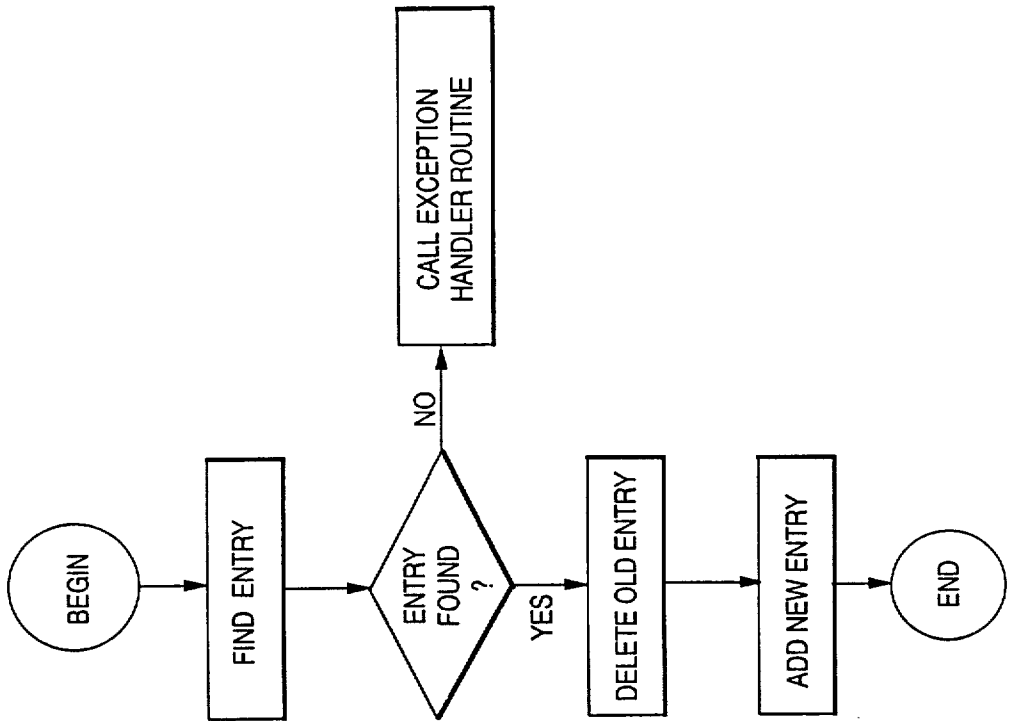 BEGIN
FIND ENTRY
ENTRY
FOUND
?
NO
CALL EXCEPTION
HANDLER ROUTINE
YES
DELETE OLD ENTRY
ADD NEW ENTRY
END